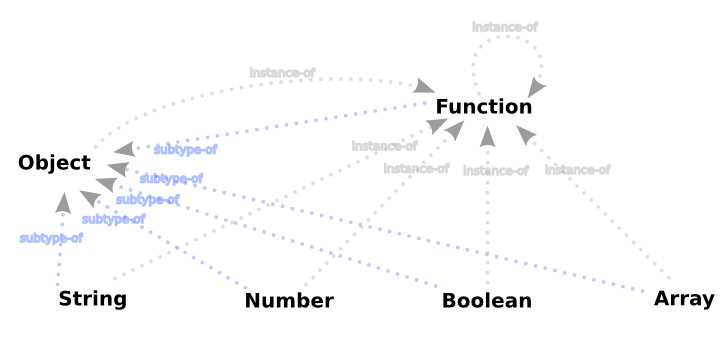 instance-of
instance-of
Function
instance-of
subtype-of
Object
instance-of
instance-of
instance-of
subtype-of
subtype-of
subtype-of
subtype-of
String
Number
Boolean
Array